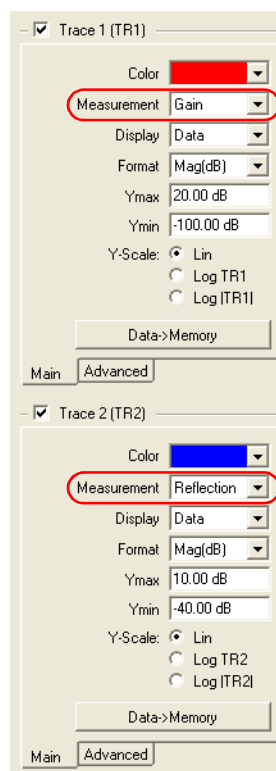 Trace 1 (TR1)
Color
Measurement Gain
Display Data
Format Mag(dB)
Ymax 20.00 dB
Ymin -100.00 dB
Y-Scale: Lin
Log TR1
Log |TR1|
Data->Memory
Main Advanced
Trace 2 (TR2)
Color
Measurement Reflection
Display Data
Format Mag(dB)
Ymax 10.00 dB
Ymin -40.00 dB
Y-Scale: Lin
Log TR2
Log |TR2|
Data->Memory
Main Advanced